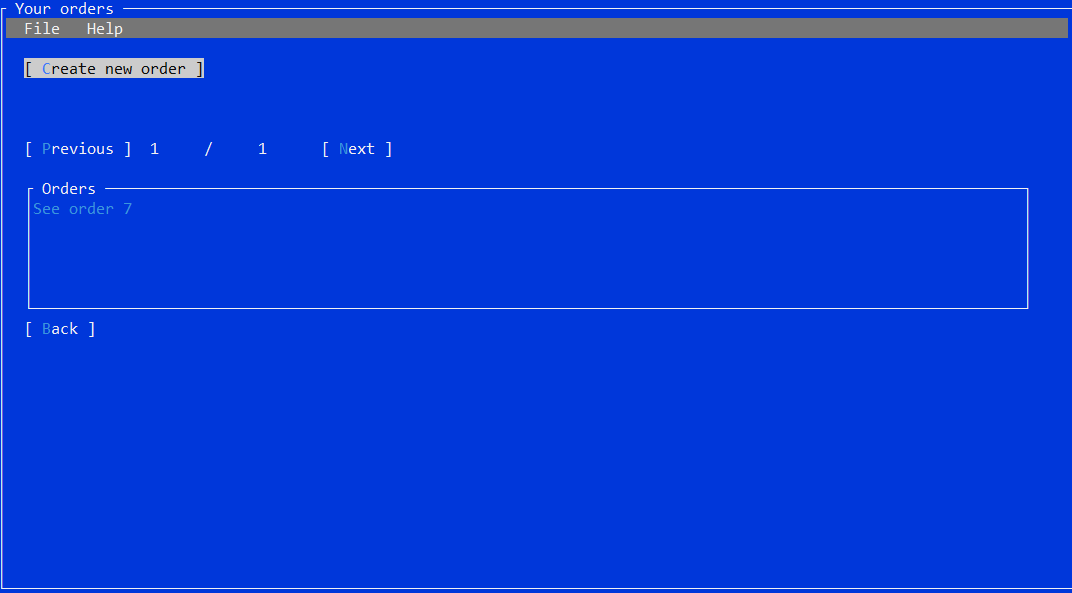 Your orders
File Help
[ Create new order ]
[ Previous ] 1 / 1 [ Next ]
Orders
See order 7
[ Back ]